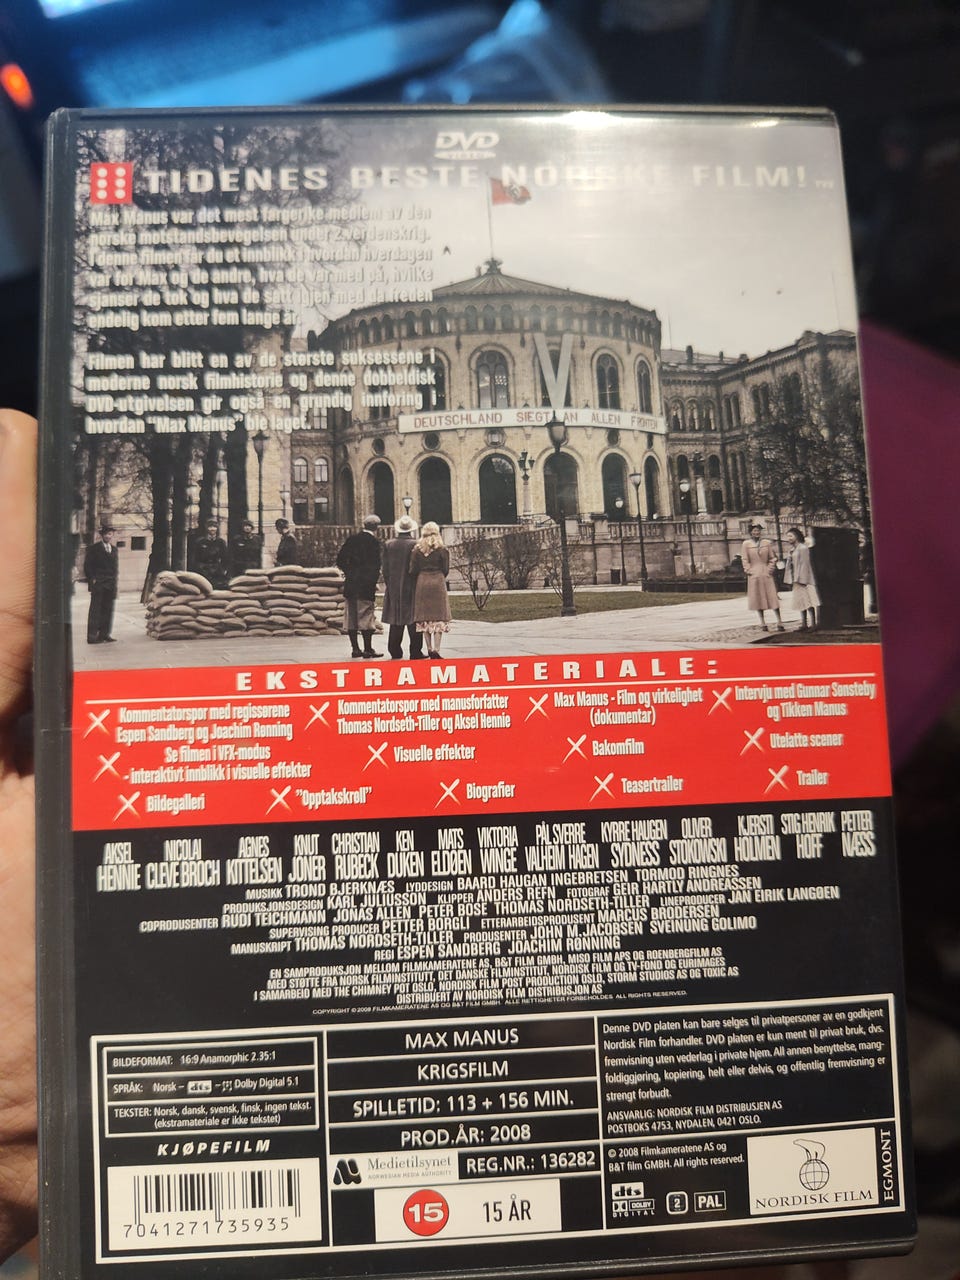 DVD
VIDEO
TIDENES BESTE NORSKE FILM!
Max Manus var det mest fargerike medlem av den
norske motstandsbevegelsen under 2.verdenskrig.
I denne filmen får du et innblikk i hvordan hverdagen
var for Max og de andre, hva de var med på, hvilke
sjanser de tok og hva de satt igjen med da freden
endelig kom etter fem lange år.
Filmen har blitt en av de største suksessene i
moderne norsk filmhistorie og denne dobbeldisk
DVD-utgivelsen gir også en grundig innføring i
hvordan "Max Manus" ble laget.
V
DEUTSCHLAND SIEGT AN ALLEN FRONTEN
EKSTRAMATERIALE:
Kommentatorspor med regissørene
Espen Sandberg og Joachim Rønning
Kommentatorspor med manusforfatter
Thomas Nordseth-Tiller og Aksel Hennie
Max Manus - Film og virkelighet
(dokumentar)
Intervju med Gunnar Sønsteby
og Tikken Manus
Se filmen i VFX-modus
- interaktivt innblikk i visuelle effekter
Visuelle effekter
Bakomfilm
Utelatte scener
Bildegalleri
"Opptakskroll"
Biografier
Teasertrailer
Trailer
AKSEL HENNIE NICOLAI CLEVE BROCH AGNES KITTELSEN KNUT JONER CHRISTIAN RUBECK KEN DUKEN MATS ELDØEN VIKTORIA WINGE PÅL SVERRE VALHEIM HAGEN KYRRE HAUGEN SYDNESS OLIVER STOKOWSKI KJERSTI HOLMEN STIG HENRIK HOFF PETTER NÆSS
MUSIKK TROND BJERKNÆS LYDDESIGN BAARD HAUGAN INGEBRETSEN TORMOD RINGNES
PRODUKSJONSDESIGN KARL JULIUSSON KLIPPER ANDERS REFN FOTOGRAF GEIR HARTLY ANDREASSEN
COPRODUSENTER RUDI TEICHMANN JONAS ALLEN PETER BOSE THOMAS NORDSETH-TILLER LINEPRODUCER JAN EIRIK LANGØEN
SUPERVISING PRODUCER PETTER BORGLI ETTERARBEIDSPRODUSENT MARCUS BRODERSEN
MANUSKRIPT THOMAS NORDSETH-TILLER PRODUSENTER JOHN M. JACOBSEN SVEINUNG GOLIMO
REGI ESPEN SANDBERG JOACHIM RØNNING
EN SAMPRODUKSJON MELLOM FILMKAMERATENE AS, B&T FILM GMBH, MISO FILM APS OG ROENBERGFILM AS
MED STØTTE FRA NORSK FILMINSTITUTT, DET DANSKE FILMINSTITUT, NORDISK FILM OG TV-FOND OG EURIMAGES
I SAMARBEID MED THE CHIMNEY POT OSLO, NORDISK FILM POST PRODUCTION OSLO, STORM STUDIOS AS OG TOXIC AS
DISTRIBUERT AV NORDISK FILM DISTRIBUSJON AS
COPYRIGHT © 2008 FILMKAMERATENE AS OG B&T FILM GMBH. ALLE RETTIGHETER FORBEHOLDES ALL RIGHTS RESERVED.
BILDEFORMAT: 16:9 Anamorphic 2.35:1
SPRÅK: Norsk – dts – Dolby Digital 5.1
TEKSTER: Norsk, dansk, svensk, finsk, ingen tekst.
(ekstramateriale er ikke tekstet)
KJØPEFILM
7041271735935
MAX MANUS
KRIGSFILM
SPILLETID: 113 + 156 MIN.
PROD.ÅR: 2008
Medietilsynet
NORWEGIAN MEDIA AUTHORITY
REG.NR.: 136282
15
15 ÅR
Denne DVD platen kan bare selges til privatpersoner av en godkjent
Nordisk Film forhandler. DVD platen er kun ment til privat bruk, dvs.
fremvisning uten vederlag i private hjem. All annen benyttelse, mang-
foldiggjøring, kopiering, helt eller delvis, og offentlig fremvisning er
strengt forbudt.
ANSVARLIG: NORDISK FILM DISTRIBUSJEN AS
POSTBOKS 4753, NYDALEN, 0421 OSLO.
© 2008 Filmkameratene AS og
B&T film GMBH. All rights reserved.
dts
DOLBY
DIGITAL
2
PAL
NORDISK FILM
EGMONT